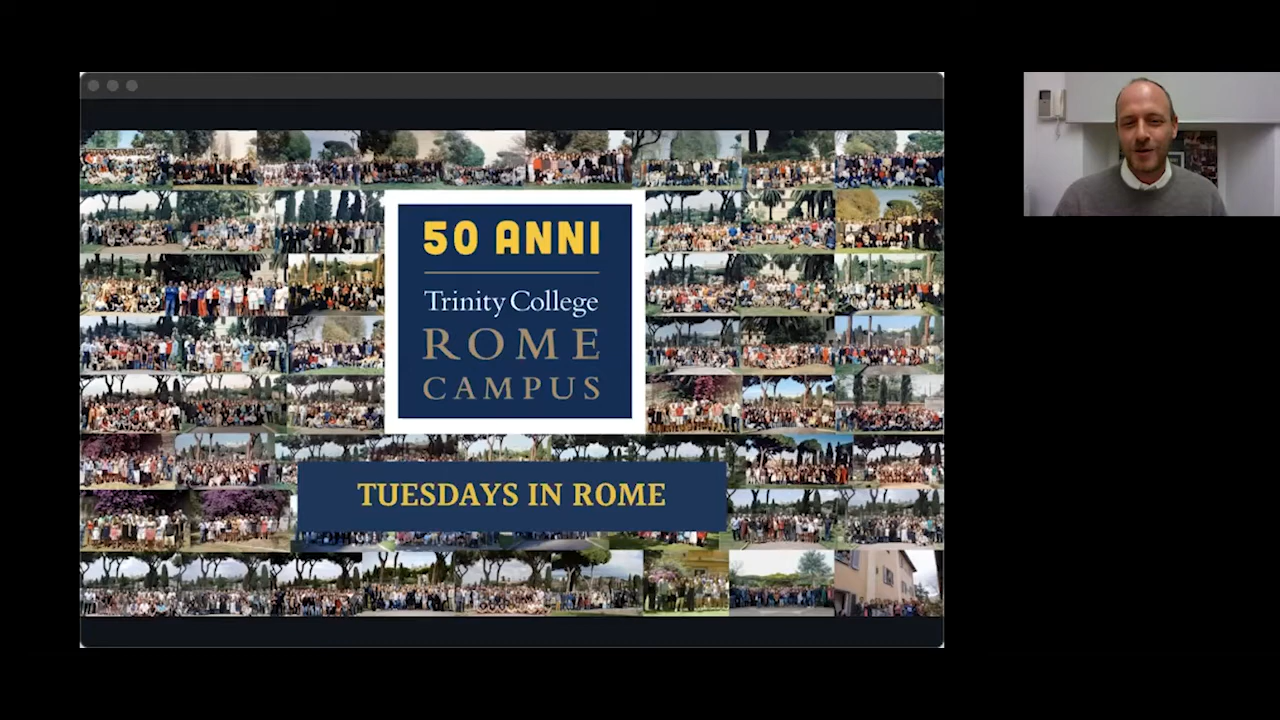 50 ANNI
Trinity College
ROME
CAMPUS
TUESDAYS IN ROME